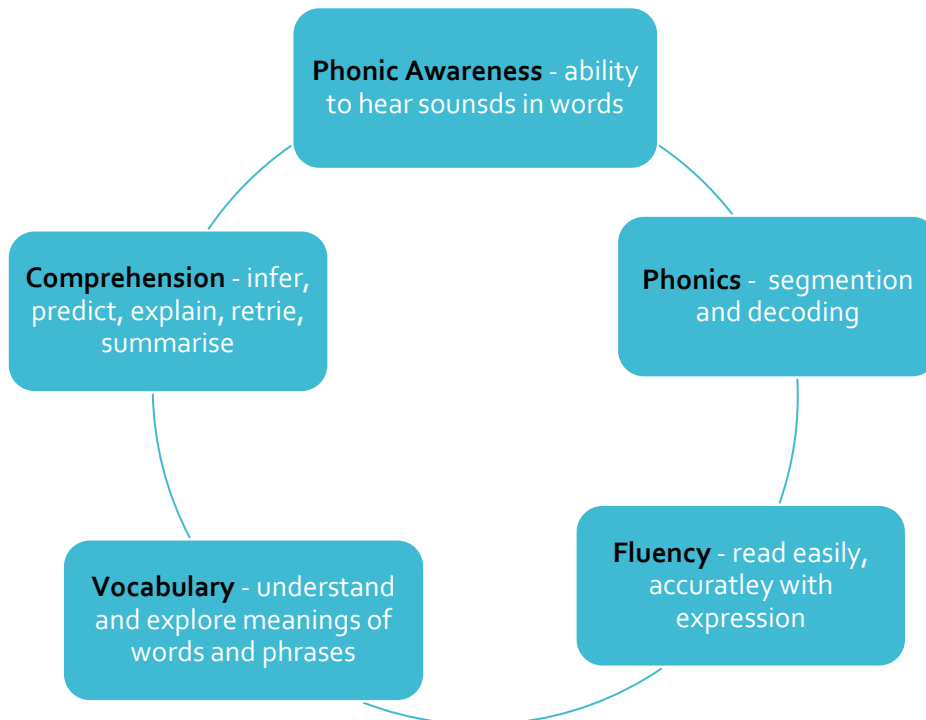 Phonic Awareness - ability
to hear sounsds in words
Phonics - segmention
and decoding
Fluency - read easily,
accuratley with
expression
Vocabulary - understand
and explore meanings of
words and phrases
Comprehension - infer,
predict, explain, retrie,
summarise